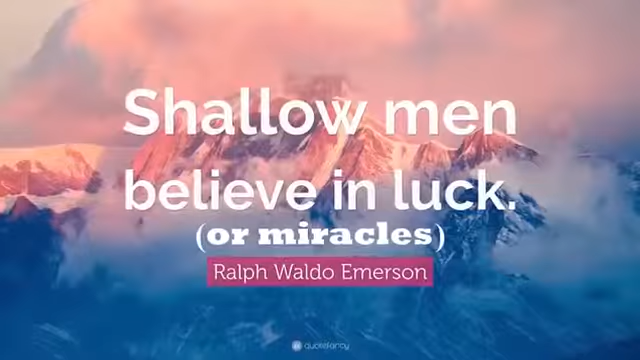 Shallow men
believe in luck.
(or miracles)
Ralph Waldo Emerson
quotefancy